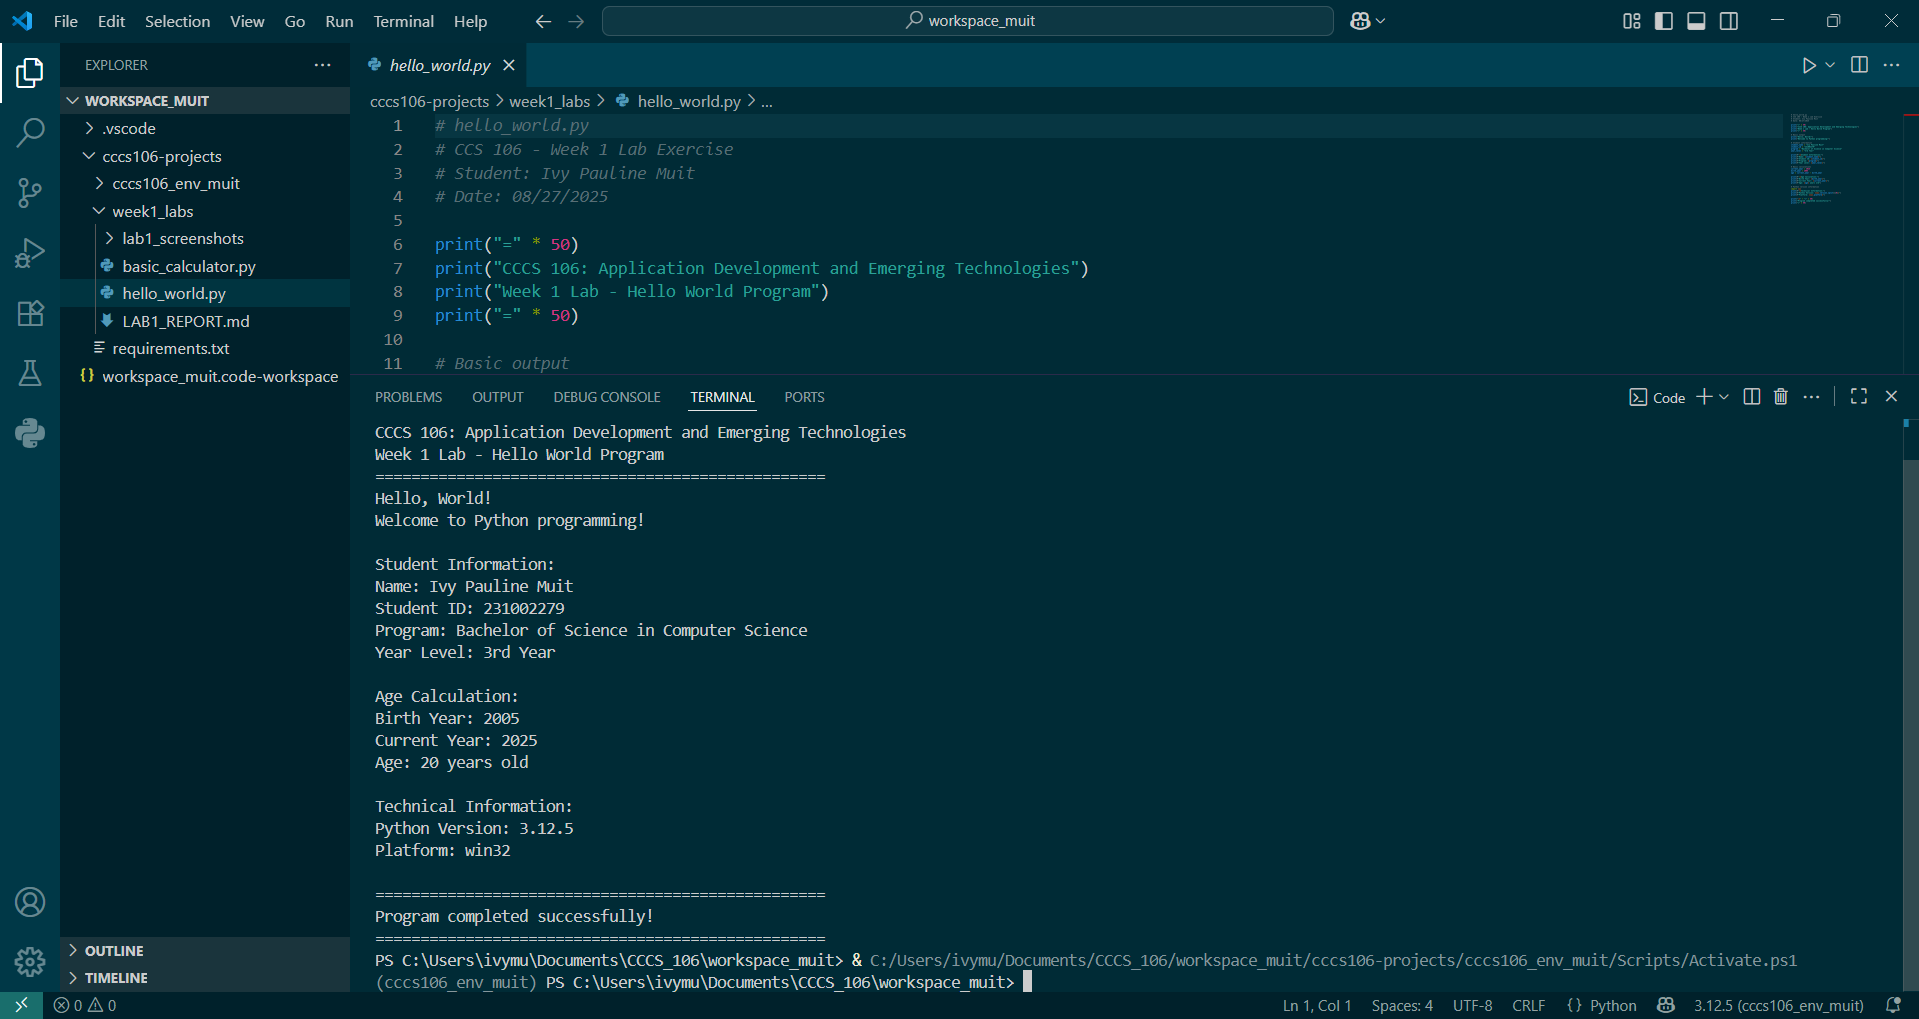 File Edit Selection View Go Run Terminal Help workspace_muit
EXPLORER ...
WORKSPACE_MUIT
.vscode
cccs106-projects
cccs106_env_muit
week1_labs
lab1_screenshots
basic_calculator.py
hello_world.py
LAB1_REPORT.md
requirements.txt
{} workspace_muit.code-workspace
OUTLINE
TIMELINE
hello_world.py
cccs106-projects > week1_labs > hello_world.py > ...
1 # hello_world.py
2 # CCS 106 - Week 1 Lab Exercise
3 # Student: Ivy Pauline Muit
4 # Date: 08/27/2025
5
6 print("=" * 50)
7 print("CCCS 106: Application Development and Emerging Technologies")
8 print("Week 1 Lab - Hello World Program")
9 print("=" * 50)
10
11 # Basic output
PROBLEMS OUTPUT DEBUG CONSOLE TERMINAL PORTS Code
CCCS 106: Application Development and Emerging Technologies
Week 1 Lab - Hello World Program
==================================================
Hello, World!
Welcome to Python programming!
Student Information:
Name: Ivy Pauline Muit
Student ID: 231002279
Program: Bachelor of Science in Computer Science
Year Level: 3rd Year
Age Calculation:
Birth Year: 2005
Current Year: 2025
Age: 20 years old
Technical Information:
Python Version: 3.12.5
Platform: win32
==================================================
Program completed successfully!
==================================================
PS C:\Users\ivymu\Documents\CCCS_106\workspace_muit> & C:/Users/ivymu/Documents/CCCS_106/workspace_muit/cccs106-projects/cccs106_env_muit/Scripts/Activate.ps1
(cccs106_env_muit) PS C:\Users\ivymu\Documents\CCCS_106\workspace_muit>
0 0 Ln 1, Col 1 Spaces: 4 UTF-8 CRLF {} Python 3.12.5 (cccs106_env_muit)